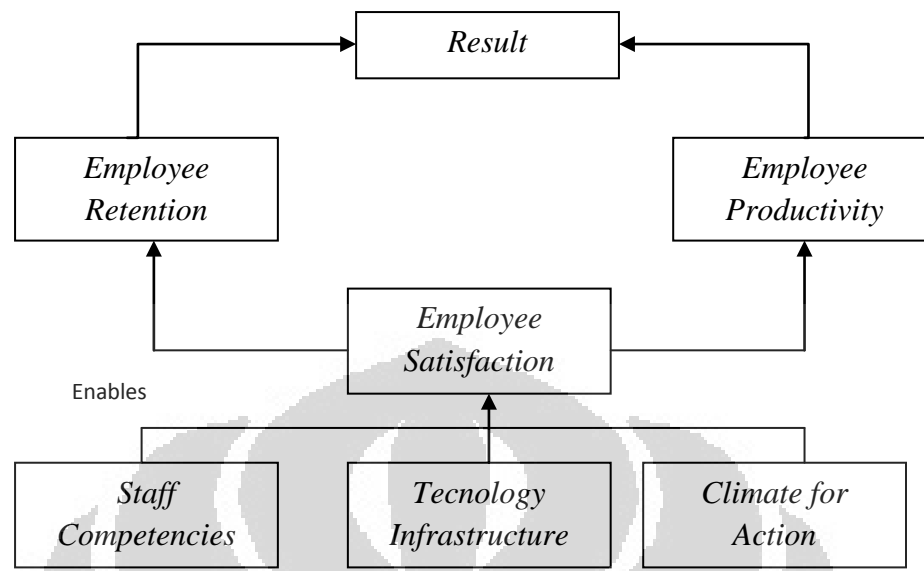 Result
Employee
Retention
Employee
Productivity
Employee
Satisfaction
Enables
Staff
Competencies
Tecnology
Infrastructure
Climate for
Action